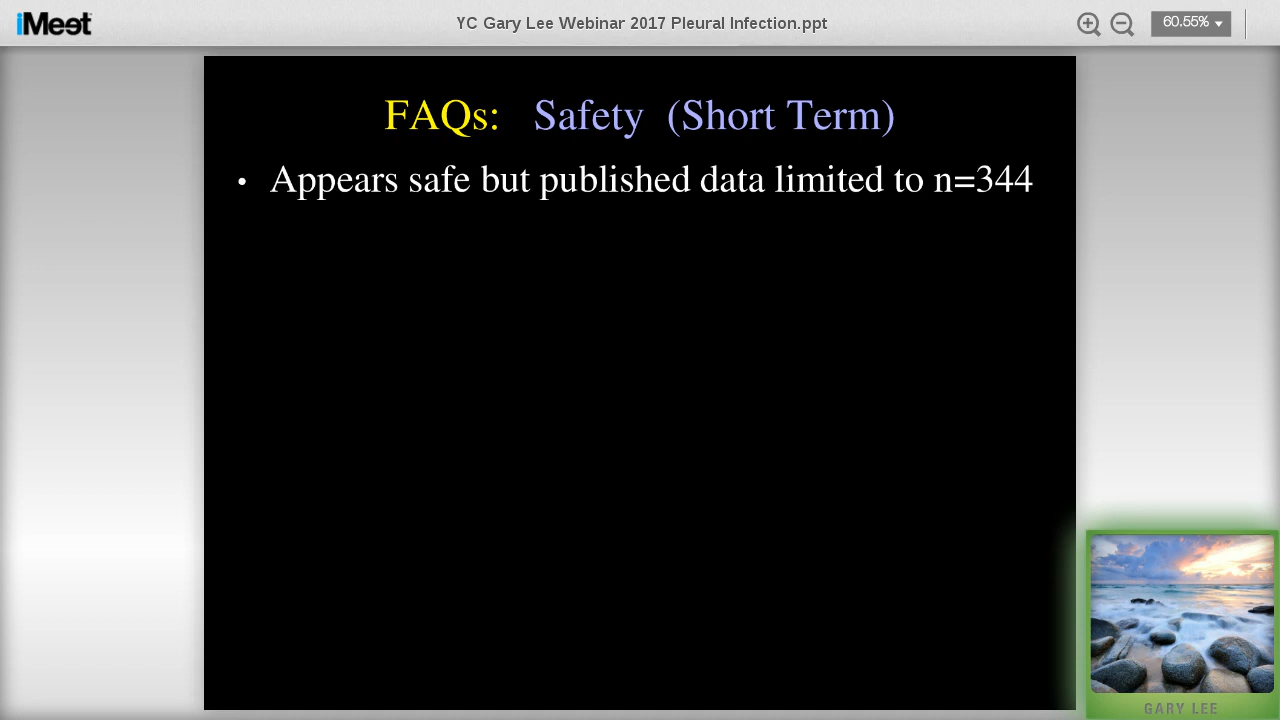 iMeet
YC Gary Lee Webinar 2017 Pleural Infection.ppt
60.55%
FAQs: Safety (Short Term)
• Appears safe but published data limited to n=344
GARY LEE